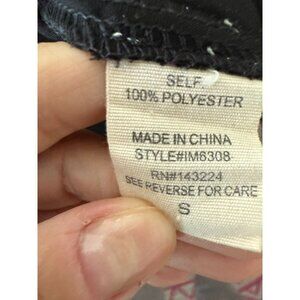 SELF:
100% POLYESTER
MADE IN CHINA
STYLE#IM6308
RN#143224
SEE REVERSE FOR CARE
S